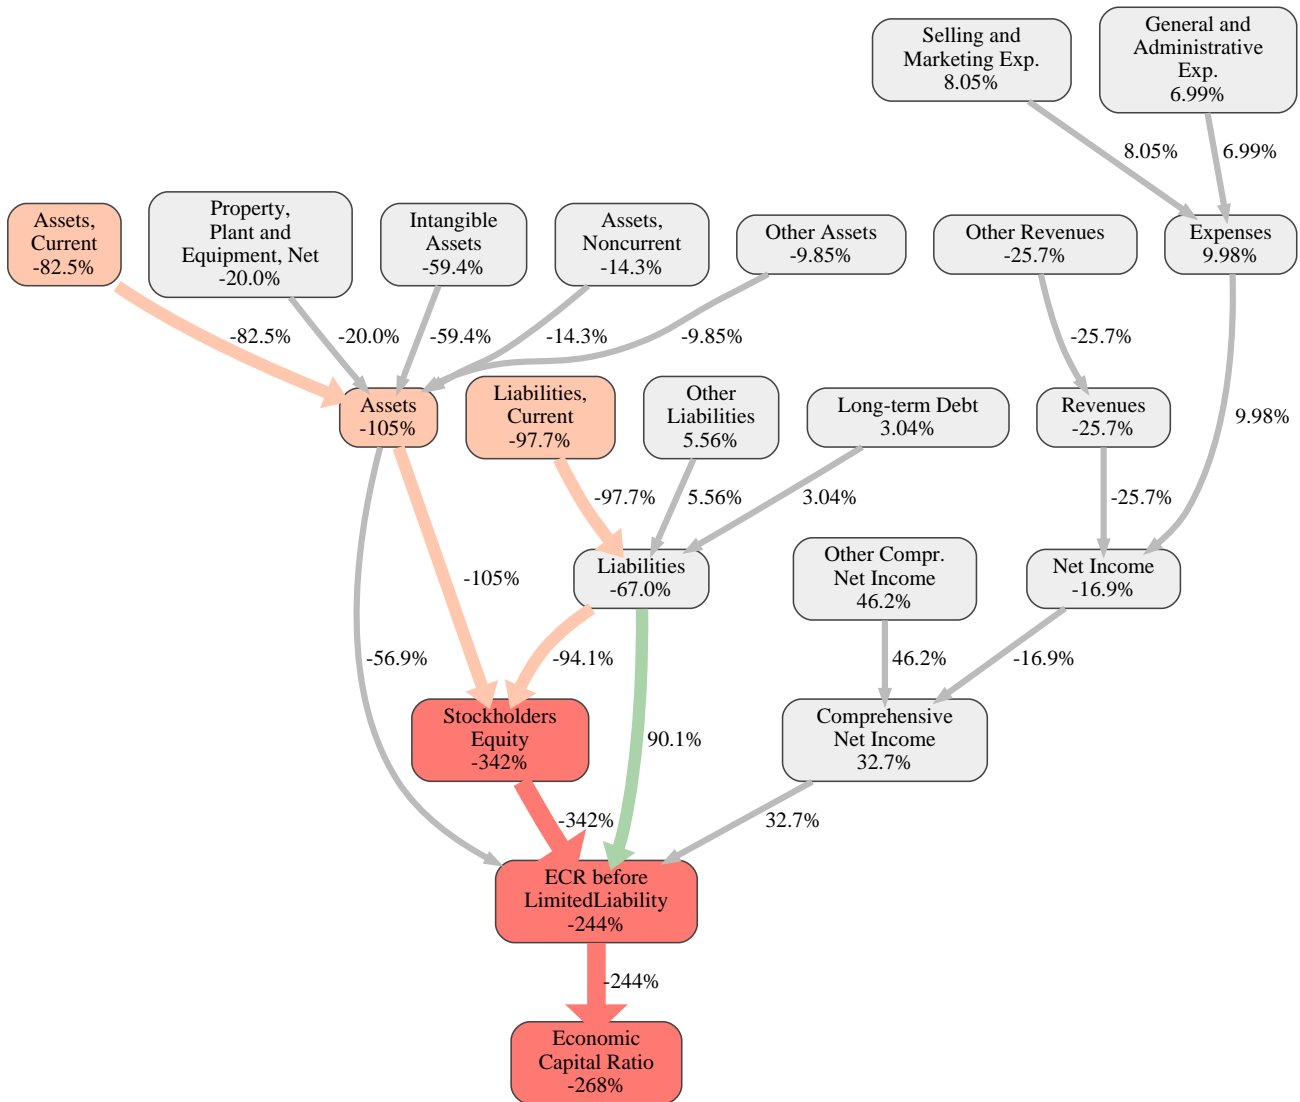 Selling and
Marketing Exp.
8.05%
General and
Administrative
Exp.
6.99%
8.05%
6.99%
Assets,
Current
-82.5%
Property,
Plant and
Equipment, Net
-20.0%
Intangible
Assets
-59.4%
Assets,
Noncurrent
-14.3%
Other Assets
-9.85%
Other Revenues
-25.7%
Expenses
9.98%
-82.5%
-20.0%
-59.4%
-14.3%
-9.85%
-25.7%
9.98%
Assets
-105%
Liabilities,
Current
-97.7%
Other
Liabilities
5.56%
Long-term Debt
3.04%
Revenues
-25.7%
-97.7%
5.56%
3.04%
-25.7%
-105%
Liabilities
-67.0%
Other Compr.
Net Income
46.2%
Net Income
-16.9%
-56.9%
-94.1%
46.2%
-16.9%
Stockholders
Equity
-342%
90.1%
Comprehensive
Net Income
32.7%
-342%
32.7%
ECR before
LimitedLiability
-244%
-244%
Economic
Capital Ratio
-268%